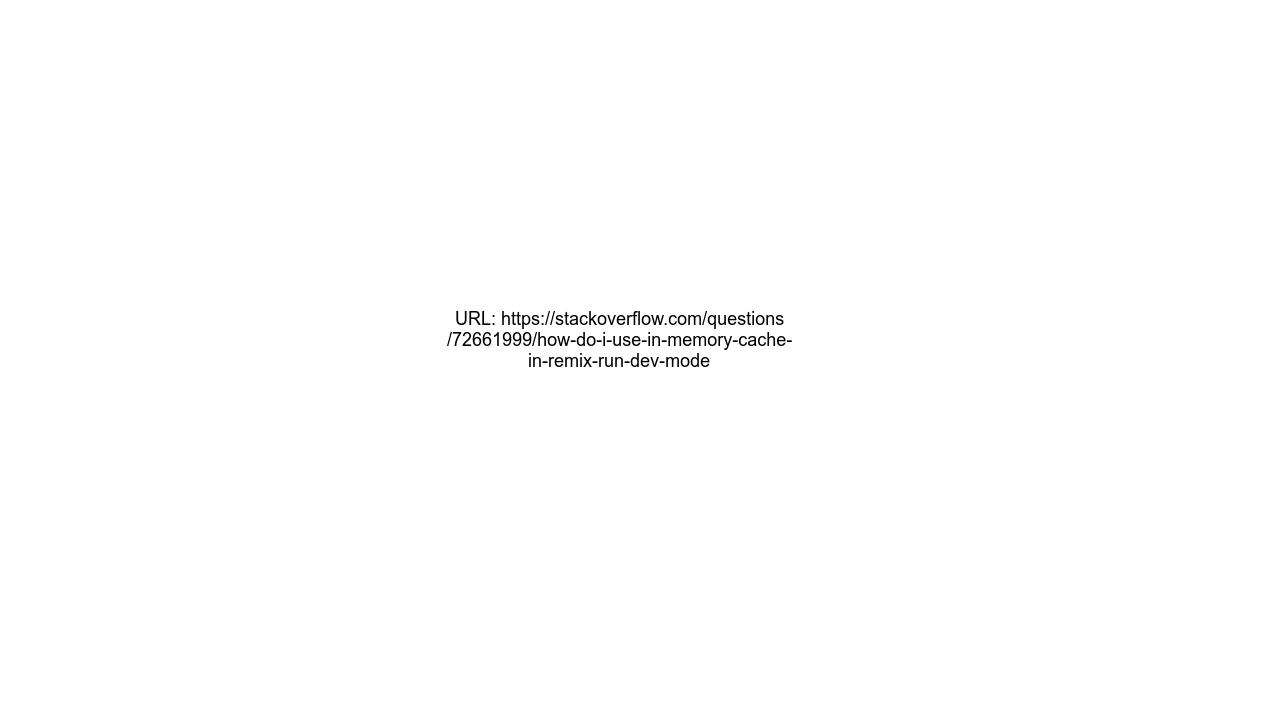 URL: https://stackoverflow.com/questions
/72661999/how-do-i-use-in-memory-cache-
in-remix-run-dev-mode